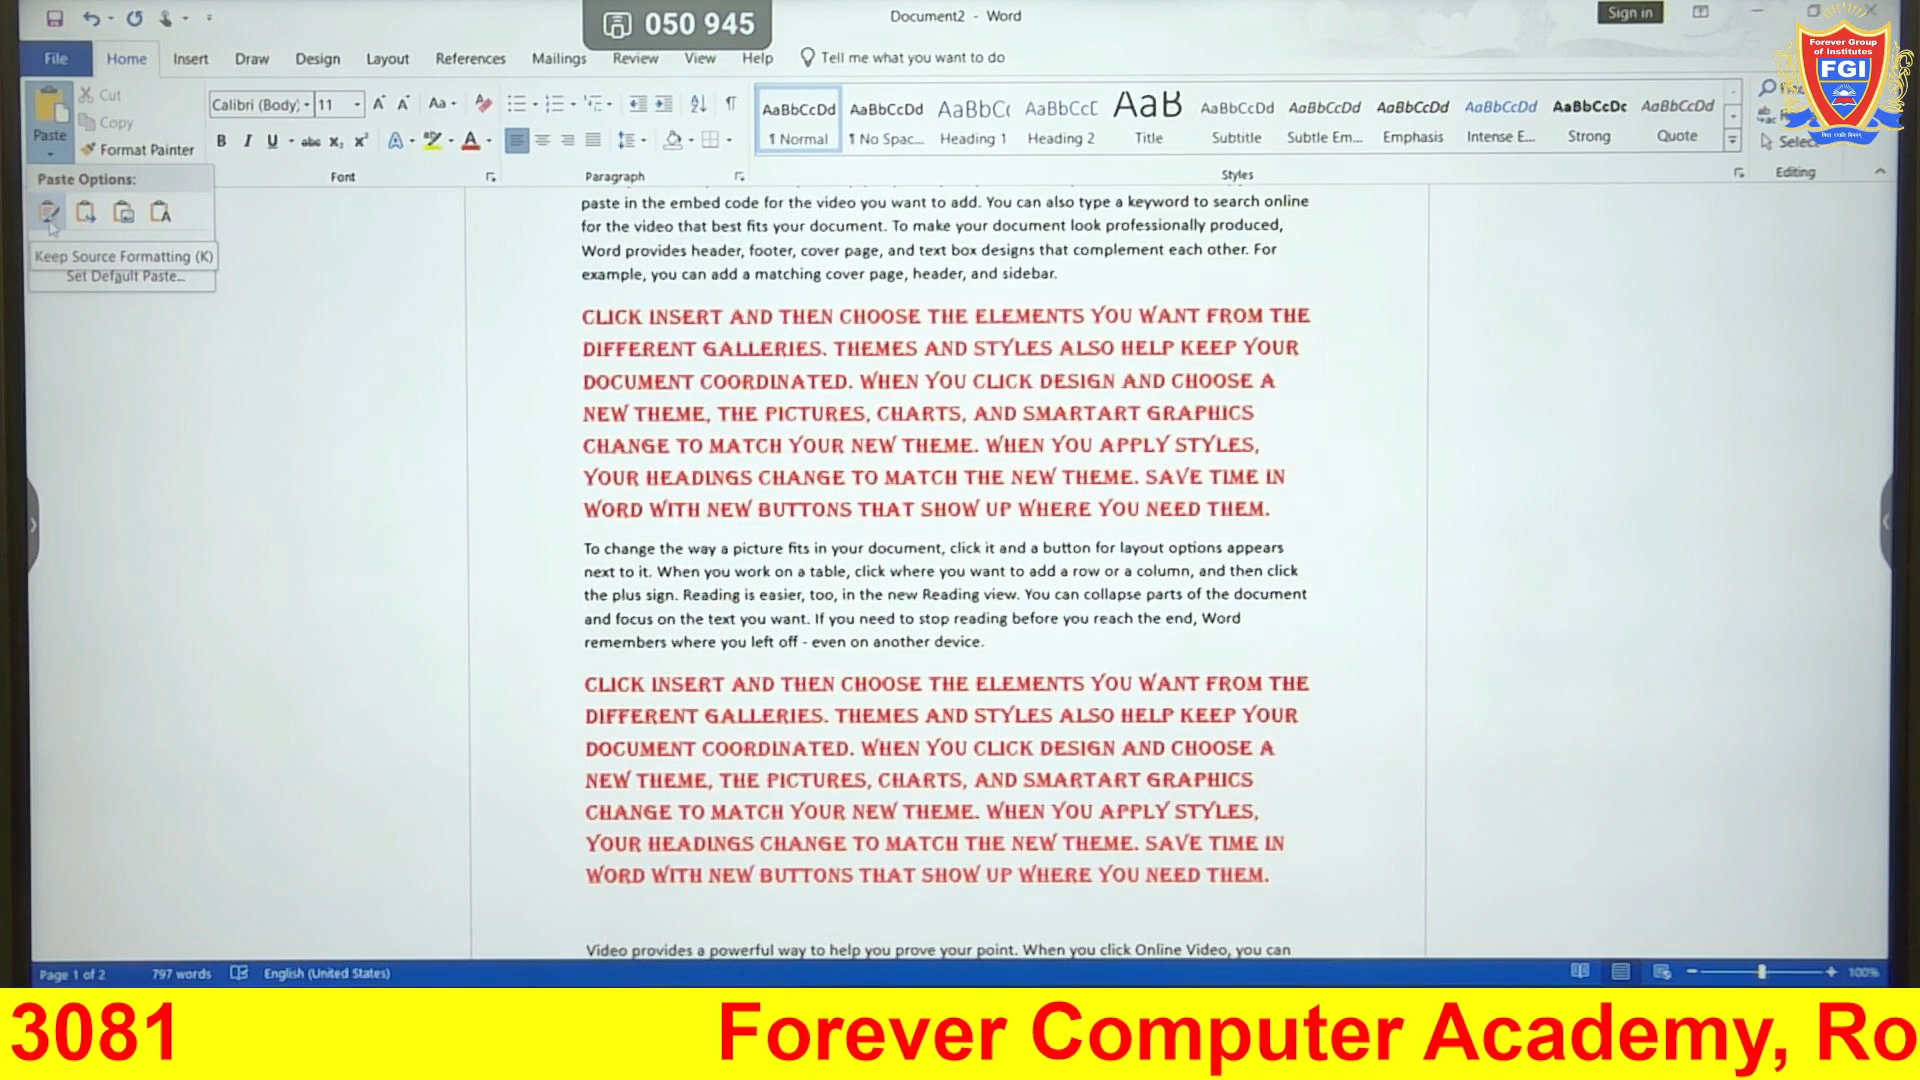 050 945
Document2 - Word
Sign in
File Home Insert Draw Design Layout References Mailings Review View Help Tell me what you want to do
Forever Group
of Institutes
FGI
Paste
Cut
Copy
Format Painter
Calibri (Body) 11
Aa
B I U abc X₂ X²
A
AaBbCcDd AaBbCcDd AaBbC( AaBbCcC AaB AaBbCcDd AaBbCcDd AaBbCcDd AaBbCcDd AaBbCcDc AaBbCcDd
¶ Normal ¶ No Spac... Heading 1 Heading 2 Title Subtitle Subtle Em... Emphasis Intense E... Strong Quote
Select
Font Paragraph Styles Editing
Paste Options:
Keep Source Formatting (K)
Set Default Paste...
paste in the embed code for the video you want to add. You can also type a keyword to search online
for the video that best fits your document. To make your document look professionally produced,
Word provides header, footer, cover page, and text box designs that complement each other. For
example, you can add a matching cover page, header, and sidebar.
CLICK INSERT AND THEN CHOOSE THE ELEMENTS YOU WANT FROM THE
DIFFERENT GALLERIES. THEMES AND STYLES ALSO HELP KEEP YOUR
DOCUMENT COORDINATED. WHEN YOU CLICK DESIGN AND CHOOSE A
NEW THEME, THE PICTURES, CHARTS, AND SMARTART GRAPHICS
CHANGE TO MATCH YOUR NEW THEME. WHEN YOU APPLY STYLES,
YOUR HEADINGS CHANGE TO MATCH THE NEW THEME. SAVE TIME IN
WORD WITH NEW BUTTONS THAT SHOW UP WHERE YOU NEED THEM.
To change the way a picture fits in your document, click it and a button for layout options appears
next to it. When you work on a table, click where you want to add a row or a column, and then click
the plus sign. Reading is easier, too, in the new Reading view. You can collapse parts of the document
and focus on the text you want. If you need to stop reading before you reach the end, Word
remembers where you left off - even on another device.
CLICK INSERT AND THEN CHOOSE THE ELEMENTS YOU WANT FROM THE
DIFFERENT GALLERIES. THEMES AND STYLES ALSO HELP KEEP YOUR
DOCUMENT COORDINATED. WHEN YOU CLICK DESIGN AND CHOOSE A
NEW THEME, THE PICTURES, CHARTS, AND SMARTART GRAPHICS
CHANGE TO MATCH YOUR NEW THEME. WHEN YOU APPLY STYLES,
YOUR HEADINGS CHANGE TO MATCH THE NEW THEME. SAVE TIME IN
WORD WITH NEW BUTTONS THAT SHOW UP WHERE YOU NEED THEM.
Video provides a powerful way to help you prove your point. When you click Online Video, you can
Page 1 of 2 797 words English (United States) 100%
3081 Forever Computer Academy, Ro